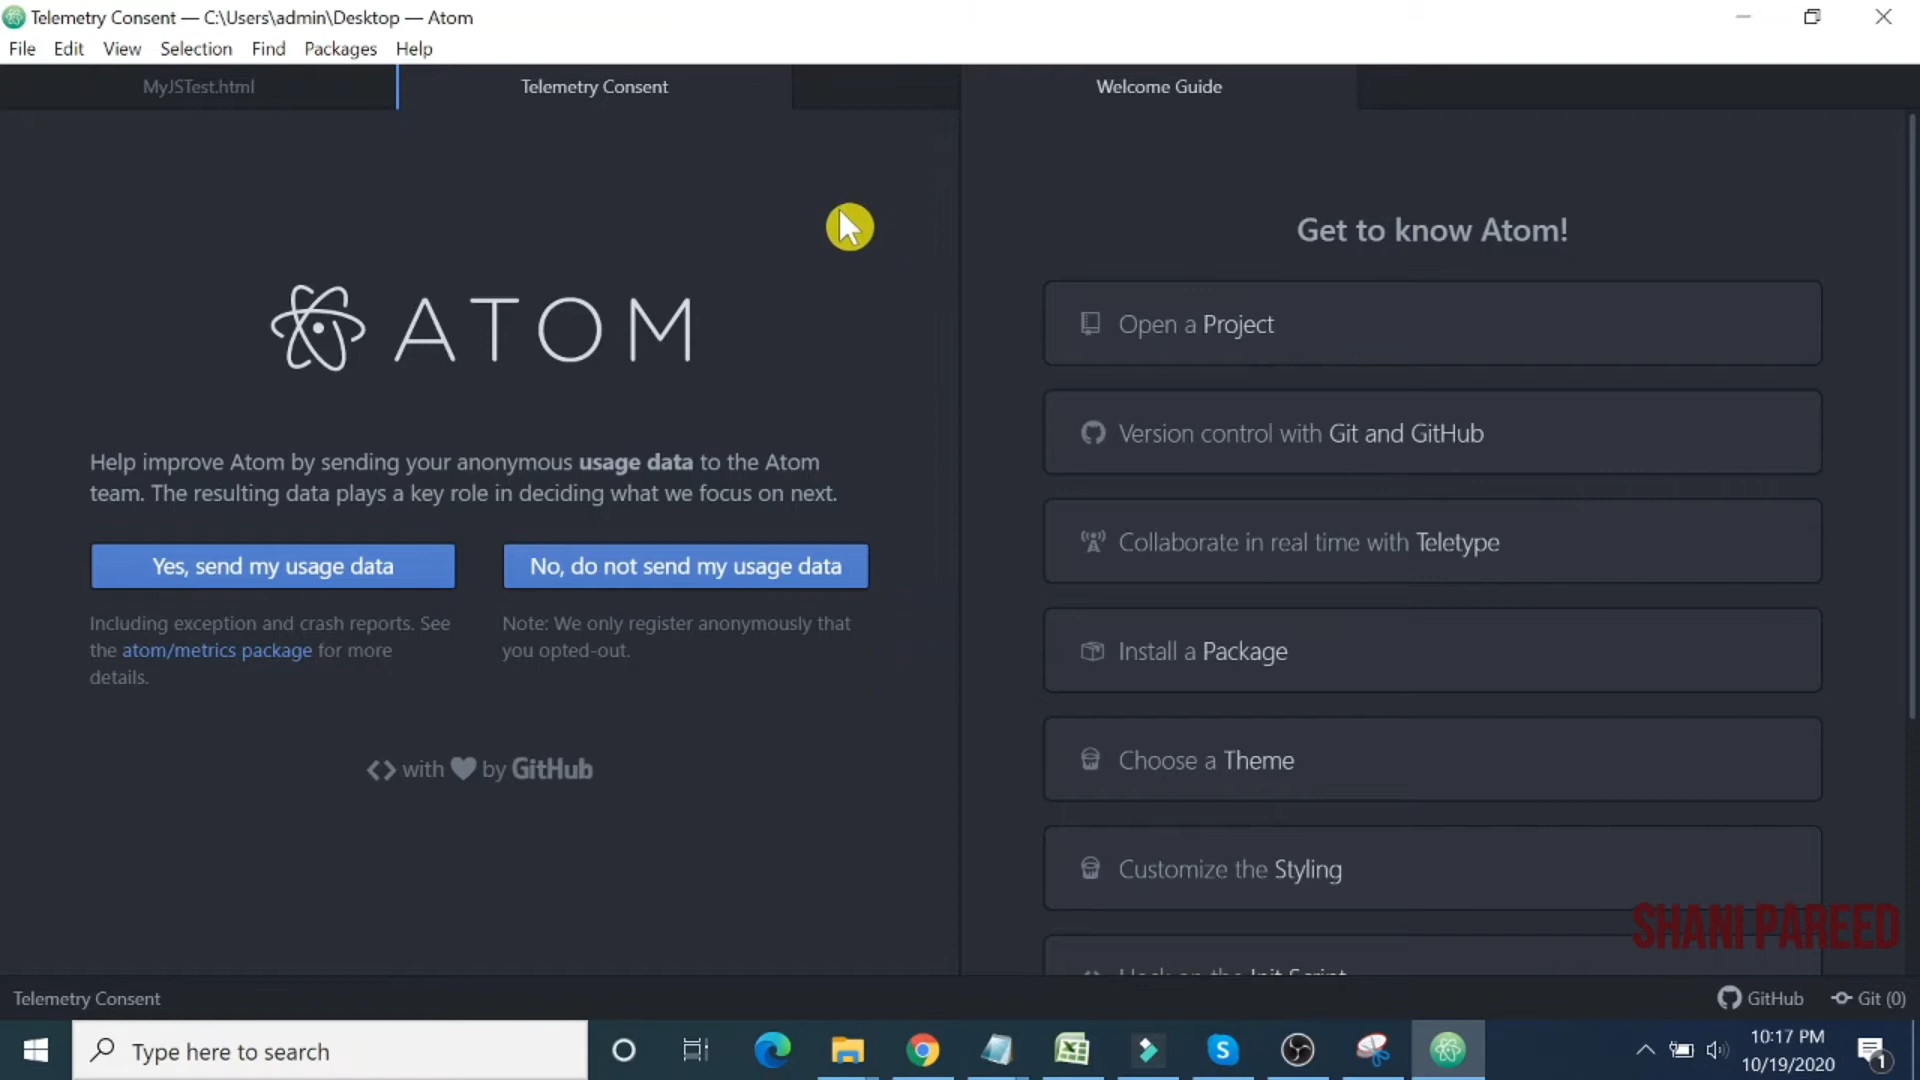 Telemetry Consent — C:\Users\admin\Desktop — Atom
File Edit View Selection Find Packages Help
MyJSTest.html
Telemetry Consent
Welcome Guide
ATOM
Help improve Atom by sending your anonymous usage data to the Atom
team. The resulting data plays a key role in deciding what we focus on next.
Yes, send my usage data
No, do not send my usage data
Including exception and crash reports. See
the atom/metrics package for more
details.
Note: We only register anonymously that
you opted-out.
with by GitHub
Get to know Atom!
Open a Project
Version control with Git and GitHub
Collaborate in real time with Teletype
Install a Package
Choose a Theme
Customize the Styling
Hack on the Init Script
SHANI PAREED
Telemetry Consent
GitHub
Git (0)
Type here to search
10:17 PM
10/19/2020
1